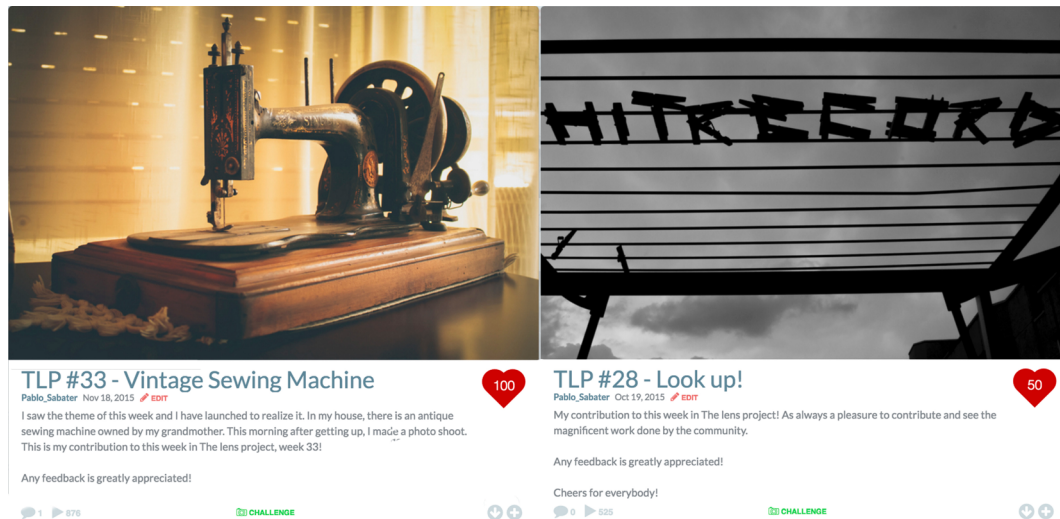 SINGER
HITRECORD
TLP #33 - Vintage Sewing Machine
100
Pablo_Sabater Nov 18, 2015 EDIT
I saw the theme of this week and I have launched to realize it. In my house, there is an antique
sewing machine owned by my grandmother. This morning after getting up, I made a photo shoot.
This is my contribution to this week in The lens project, week 33!
Any feedback is greatly appreciated!
1 576 CHALLENGE
TLP #28 - Look up!
50
Pablo_Sabater Oct 19, 2015 EDIT
My contribution to this week in The lens project! As always a pleasure to contribute and see the
magnificent work done by the community.
Any feedback is greatly appreciated!
Cheers for everybody!
0 525 CHALLENGE